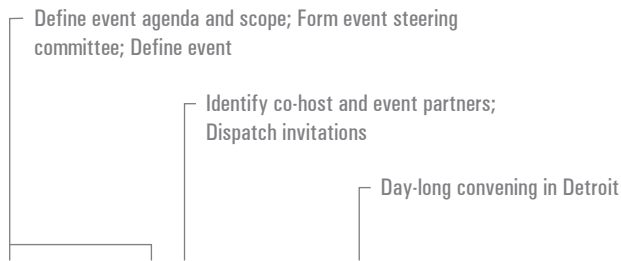 Define event agenda and scope; Form event steering
committee; Define event
Identify co-host and event partners;
Dispatch invitations
Day-long convening in Detroit